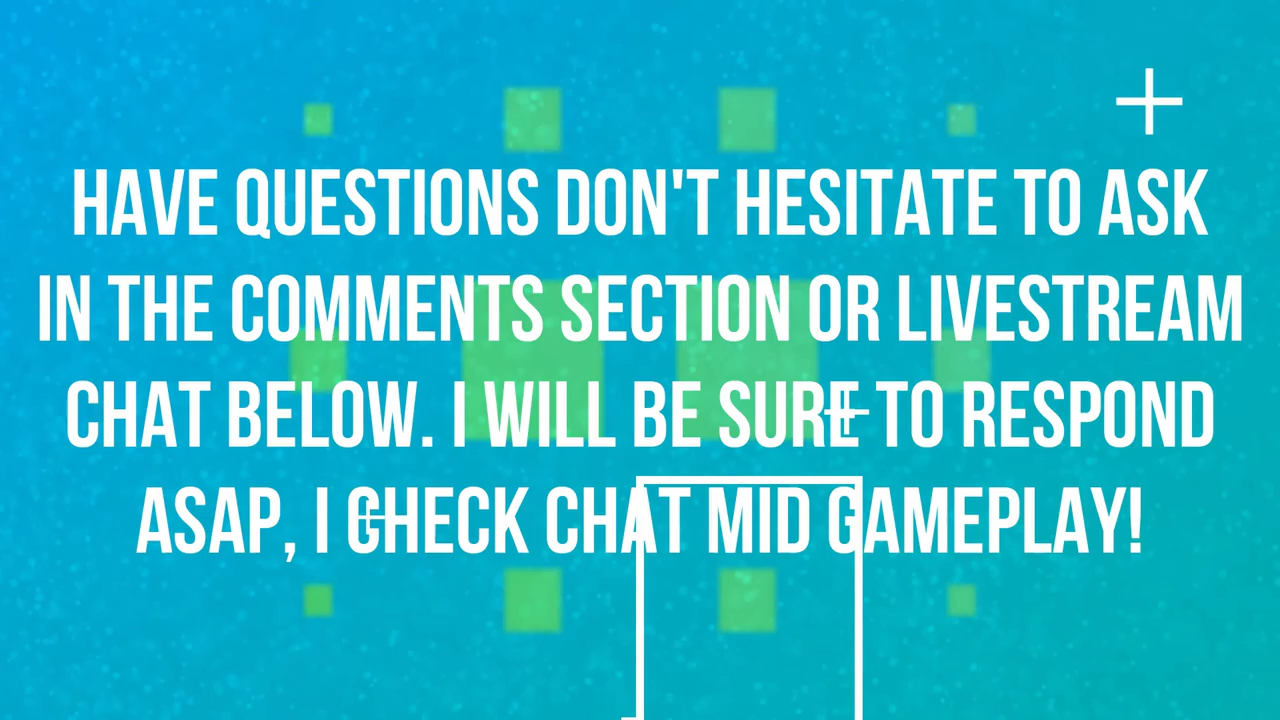 HAVE QUESTIONS DON'T HESITATE TO ASK
IN THE COMMENTS SECTION OR LIVESTREAM
CHAT BELOW. I WILL BE SURE TO RESPOND
ASAP, I CHECK CHAT MID GAMEPLAY!